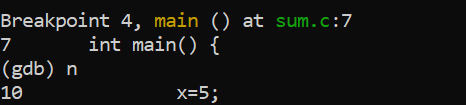 Breakpoint 4, main () at sum.c:7
7       int main() {
(gdb) n
10              x=5;